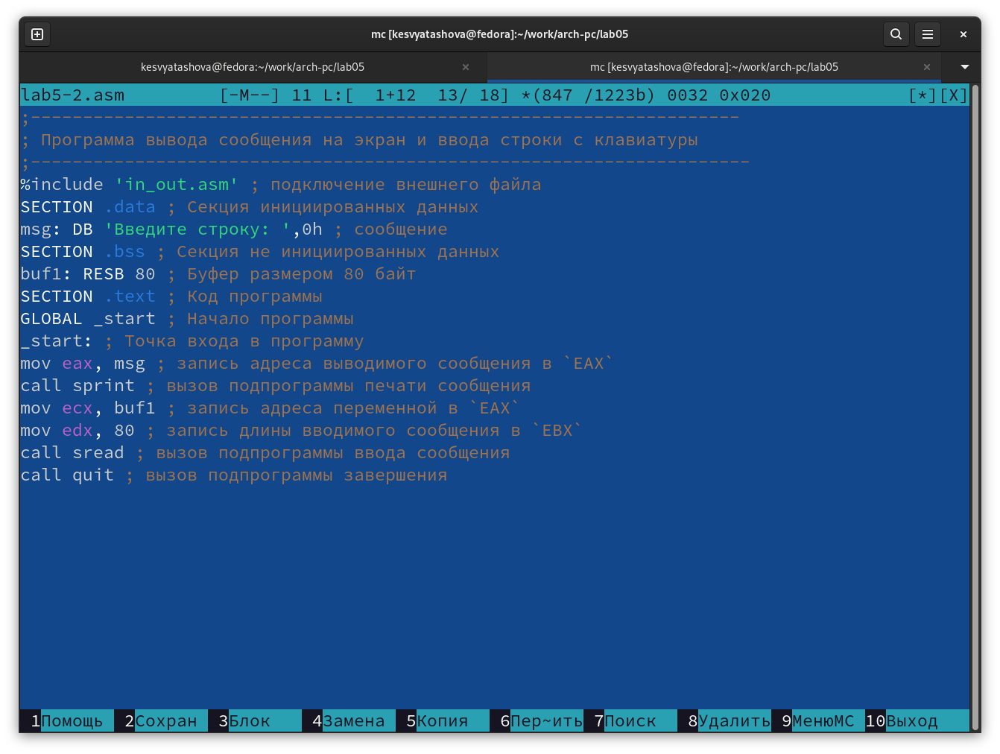 mc [kesvyatashova@fedora]:~/work/arch-pc/lab05
kesvyatashova@fedora:~/work/arch-pc/lab05
mc [kesvyatashova@fedora]:~/work/arch-pc/lab05
lab5-2.asm [-M--] 11 L:[ 1+12 13/ 18] *(847 /1223b) 0032 0x020 [*][X]
;--------------------------------------------------------------------
; Программа вывода сообщения на экран и ввода строки с клавиатуры
;---------------------------------------------------------------------
%include 'in_out.asm' ; подключение внешнего файла
SECTION .data ; Секция инициированных данных
msg: DB 'Введите строку: ',0h ; сообщение
SECTION .bss ; Секция не инициированных данных
buf1: RESB 80 ; Буфер размером 80 байт
SECTION .text ; Код программы
GLOBAL _start ; Начало программы
_start: ; Точка входа в программу
mov eax, msg ; запись адреса выводимого сообщения в `EAX`
call sprint ; вызов подпрограммы печати сообщения
mov ecx, buf1 ; запись адреса переменной в `EAX`
mov edx, 80 ; запись длины вводимого сообщения в `EBX`
call sread ; вызов подпрограммы ввода сообщения
call quit ; вызов подпрограммы завершения
1Помощь 2Сохран 3Блок 4Замена 5Копия 6Пер~ить 7Поиск 8Удалить 9МенюMC 10Выход